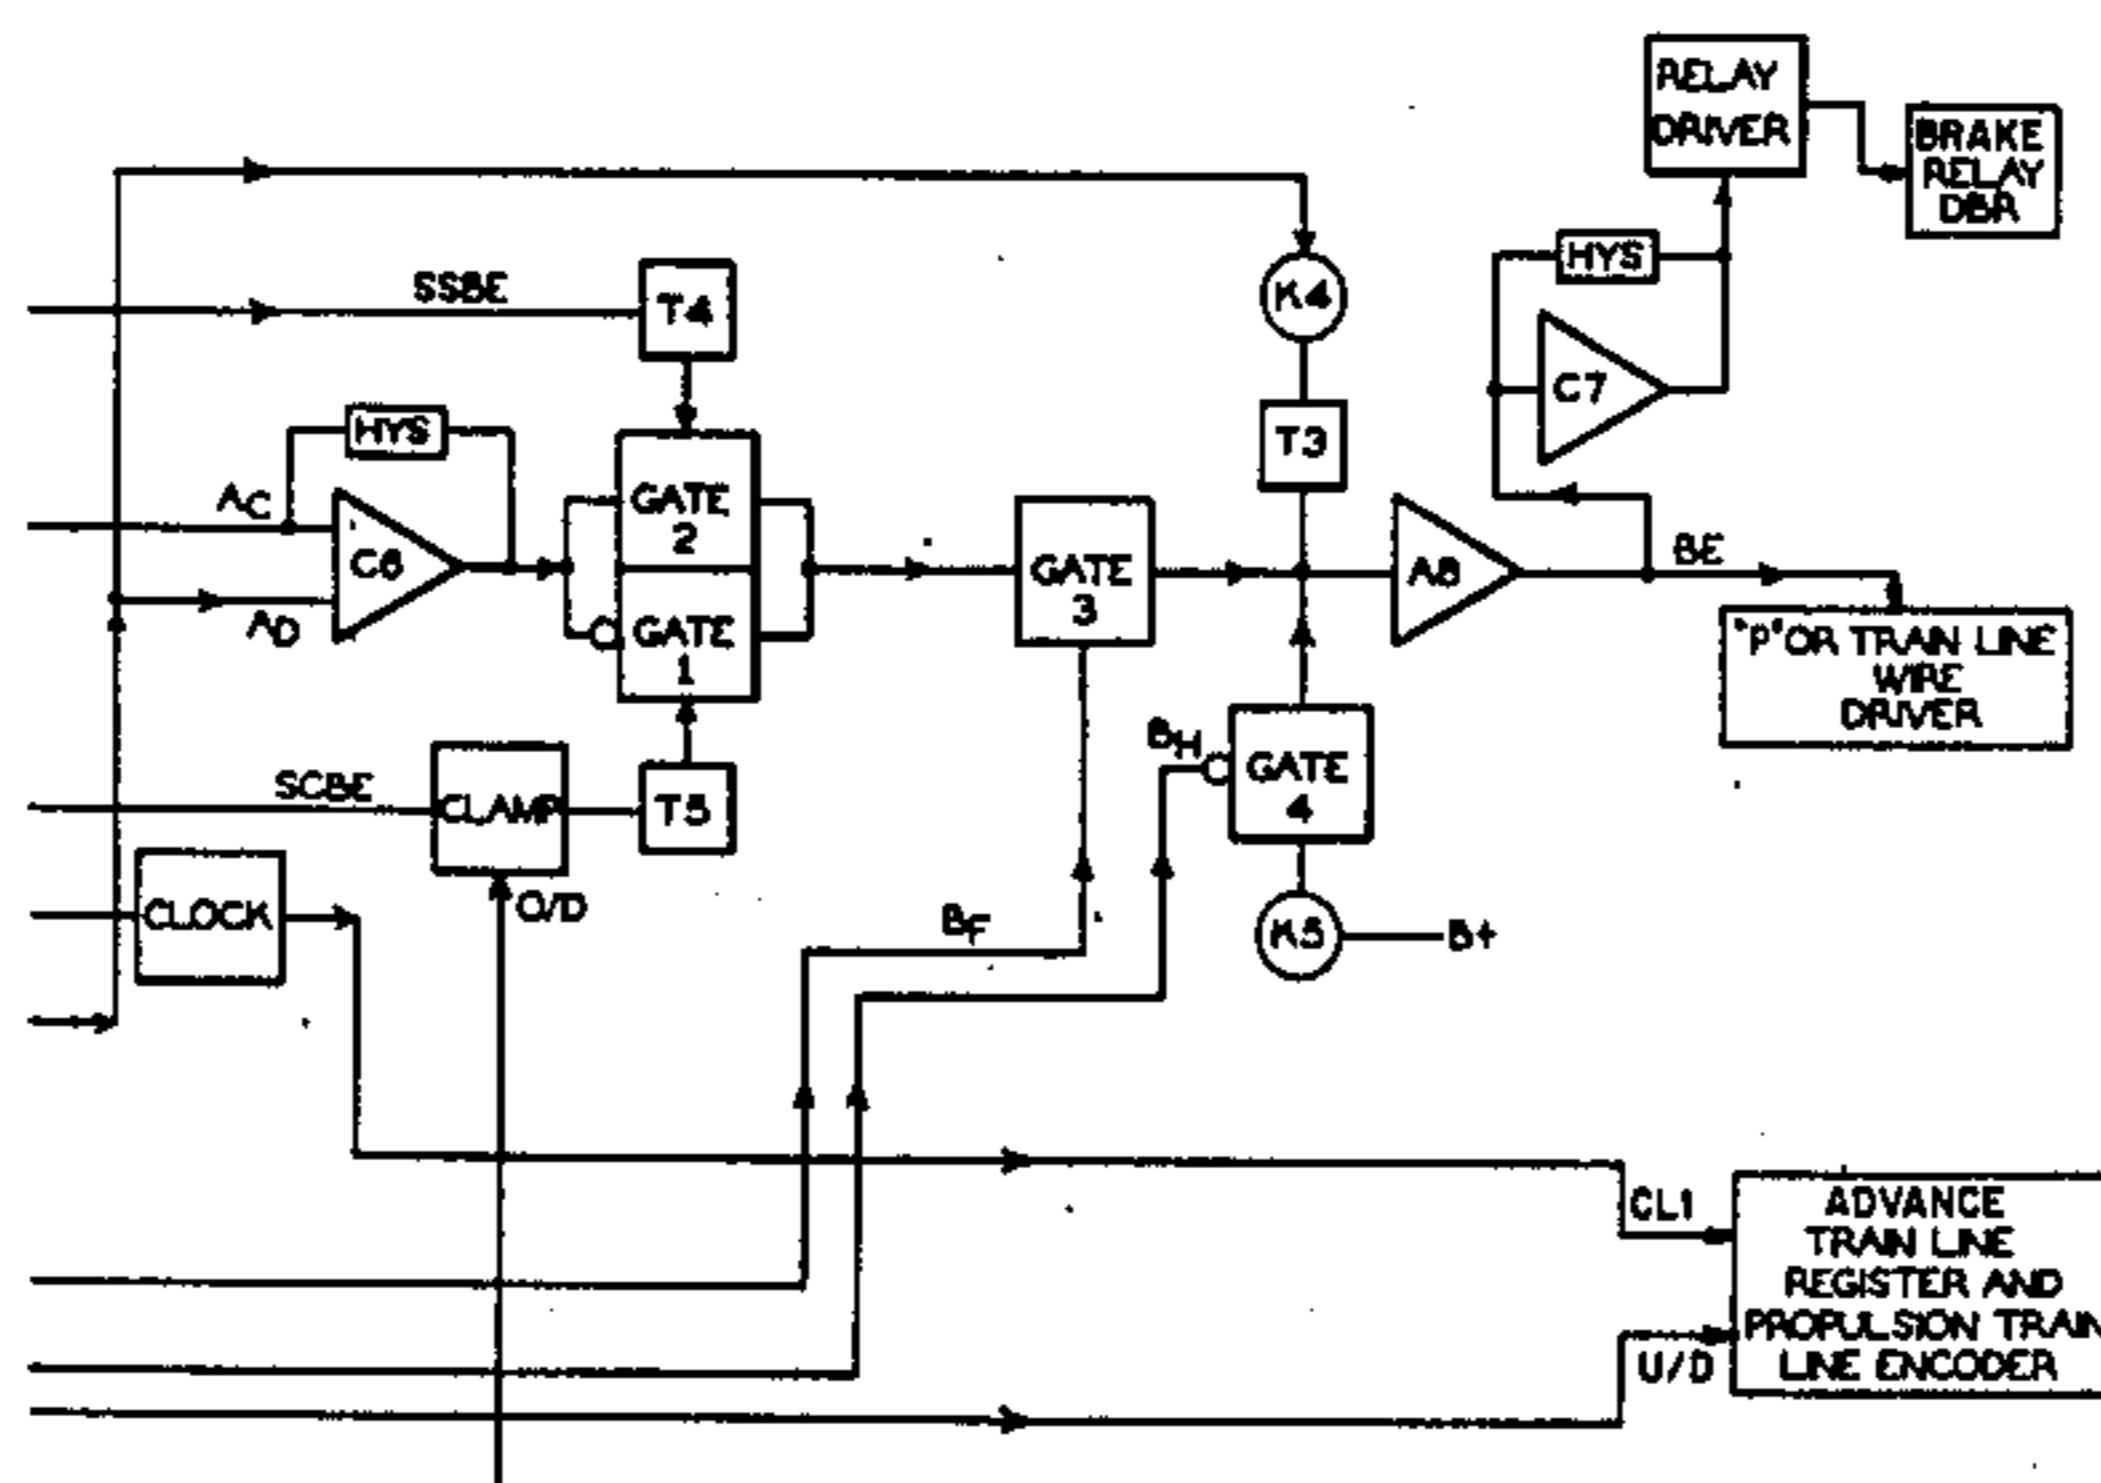 RELAY
DRIVER
BRAKE
RELAY
DBR
SSBE
T4
K4
HYS
HYS
C7
AC
C6
AD
GATE
2
GATE
1
T3
GATE
3
A8
BE
"P" OR TRAIN LINE
WIRE
DRIVER
BH
GATE
4
SCBE
CLAMP
T5
O/D
CLOCK
BF
K5
B+
CL1
ADVANCE
TRAIN LINE
REGISTER AND
PROPULSION TRAIN
LINE ENCODER
U/D